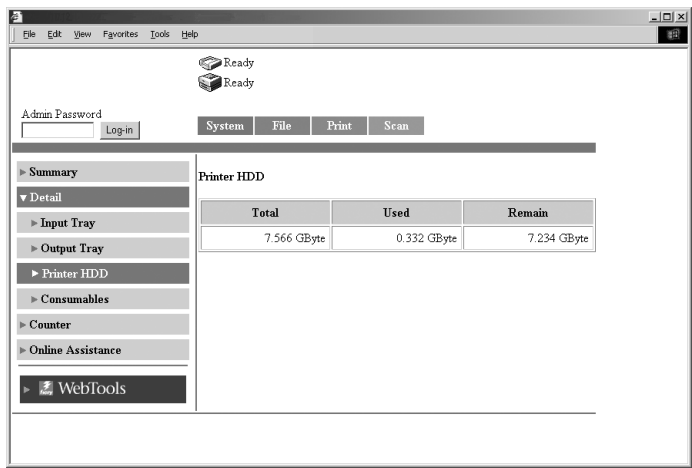 File Edit View Favorites Tools Help
Ready
Ready
Admin Password
Log-in
System File Print Scan
Summary
Detail
Input Tray
Output Tray
Printer HDD
Consumables
Counter
Online Assistance
WebTools
Printer HDD
Total Used Remain
7.566 GByte 0.332 GByte 7.234 GByte